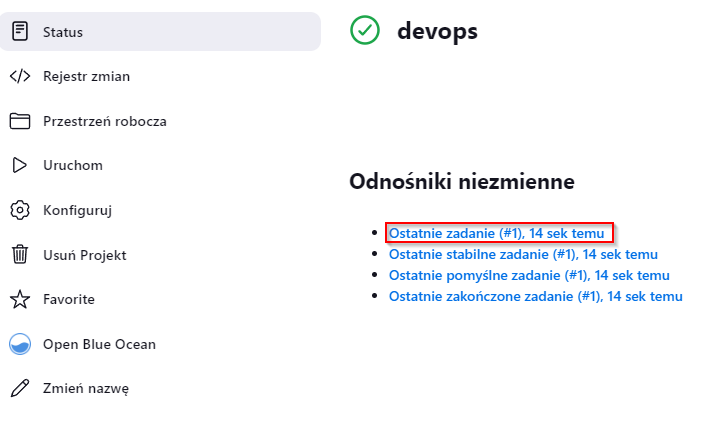 Status
Rejestr zmian
Przestrzeń robocza
Uruchom
Konfiguruj
Usuń Projekt
Favorite
Open Blue Ocean
Zmień nazwę
devops
Odnośniki niezmienne
Ostatnie zadanie (#1), 14 sek temu
Ostatnie stabilne zadanie (#1), 14 sek temu
Ostatnie pomyślne zadanie (#1), 14 sek temu
Ostatnie zakończone zadanie (#1), 14 sek temu